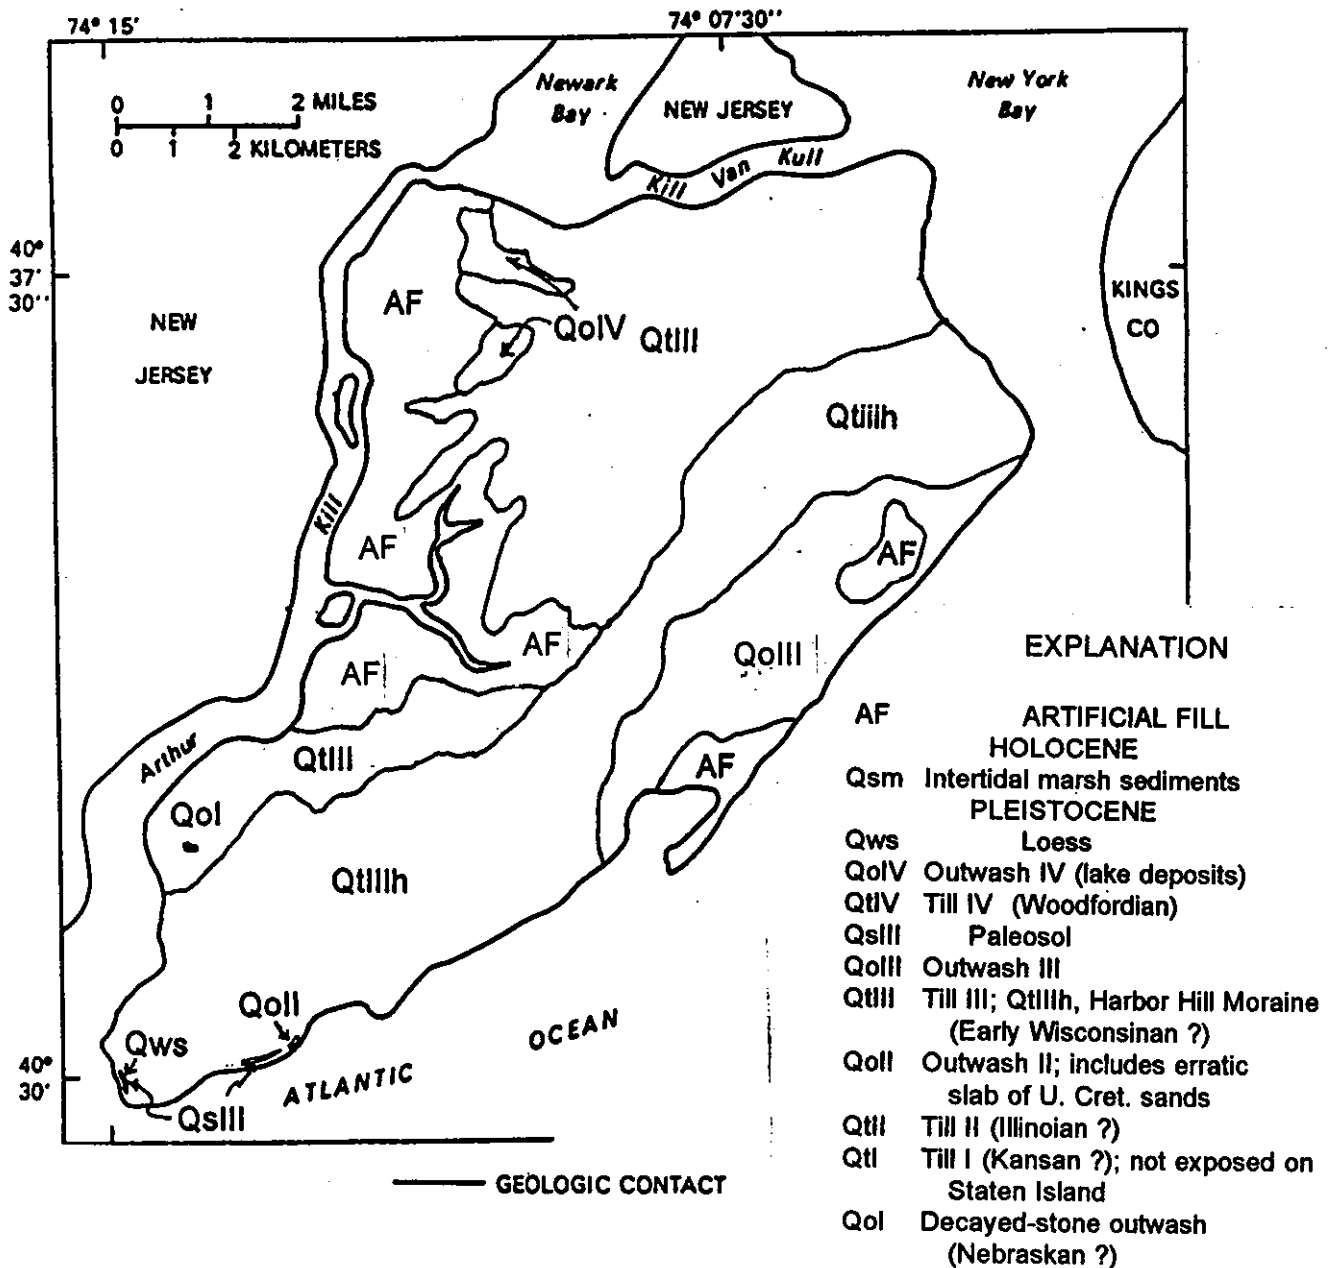 74° 15'
74° 07'30''
0 1 2 MILES
0 1 2 KILOMETERS
Newark
Bay
NEW JERSEY
New York
Bay
Kill Van Kull
40°
37'
30''
AF
NEW
JERSEY
QoIV
QtIII
KINGS
CO
Qtiiih
Kill
AF
AF
AF
AF
QoIII
Arthur
QtIII
AF
QoI
QtIIIh
QoII
Qws
40°
30'
QsIII
ATLANTIC OCEAN
GEOLOGIC CONTACT
EXPLANATION
AF ARTIFICIAL FILL
HOLOCENE
Qsm Intertidal marsh sediments
PLEISTOCENE
Qws Loess
QoIV Outwash IV (lake deposits)
QtIV Till IV (Woodfordian)
QsIII Paleosol
QoIII Outwash III
QtIII Till III; QtIIIh, Harbor Hill Moraine
(Early Wisconsinan ?)
QoII Outwash II; includes erratic
slab of U. Cret. sands
QtII Till II (Illinoian ?)
QtI Till I (Kansan ?); not exposed on
Staten Island
QoI Decayed-stone outwash
(Nebraskan ?)